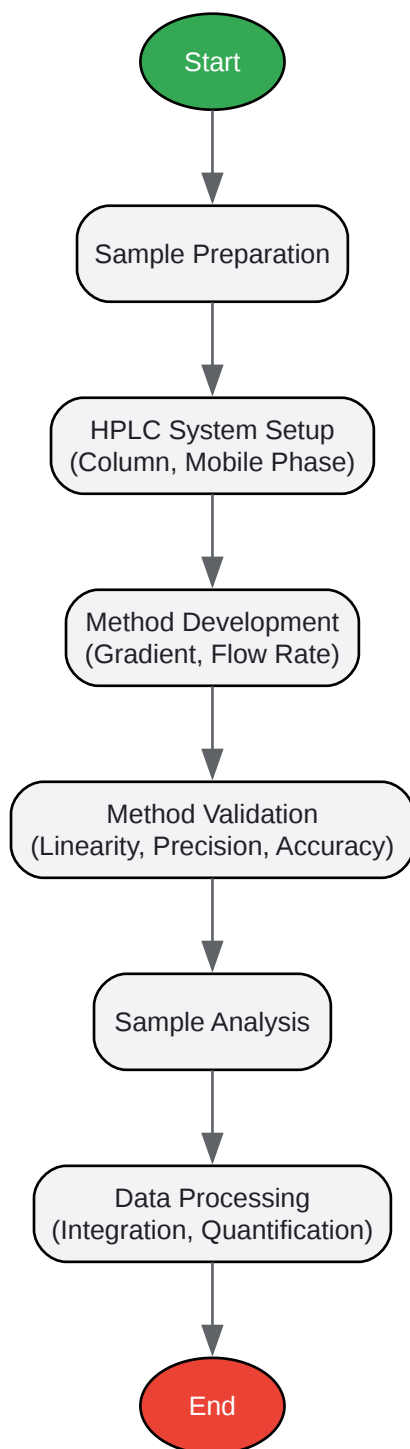 Start
Sample Preparation
HPLC System Setup
(Column, Mobile Phase)
Method Development
(Gradient, Flow Rate)
Method Validation
(Linearity, Precision, Accuracy)
Sample Analysis
Data Processing
(Integration, Quantification)
End